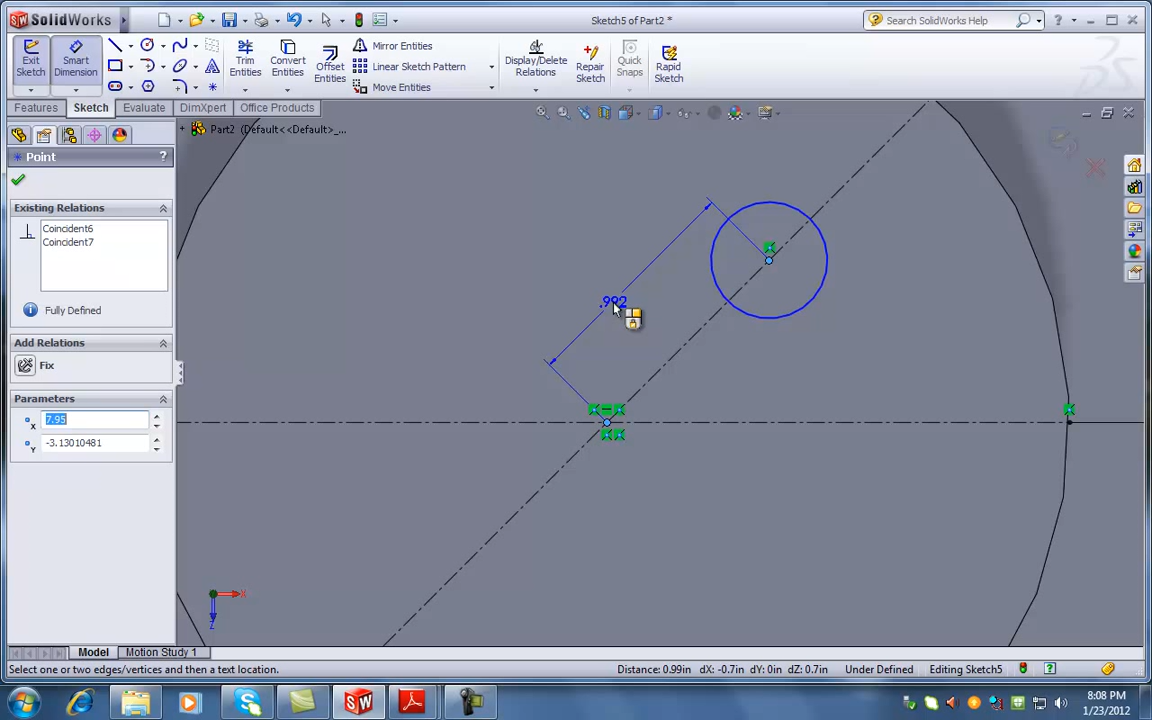 SolidWorks
Sketch5 of Part2 *
Search SolidWorks Help
Exit Sketch
Smart Dimension
Trim Entities
Convert Entities
Offset Entities
Mirror Entities
Linear Sketch Pattern
Move Entities
Display/Delete Relations
Repair Sketch
Quick Snaps
Rapid Sketch
Features
Sketch
Evaluate
DimXpert
Office Products
Part2 (Default<<Default>_...
Point
?
Existing Relations
Coincident6
Coincident7
Fully Defined
Add Relations
Fix
Parameters
X
7.95
Y
-3.13010481
.992
X
Z
Model
Motion Study 1
Select one or two edges/vertices and then a text location.
Distance: 0.99in dX: -0.7in dY: 0in dZ: 0.7in
Under Defined
Editing Sketch5
8:08 PM
1/23/2012